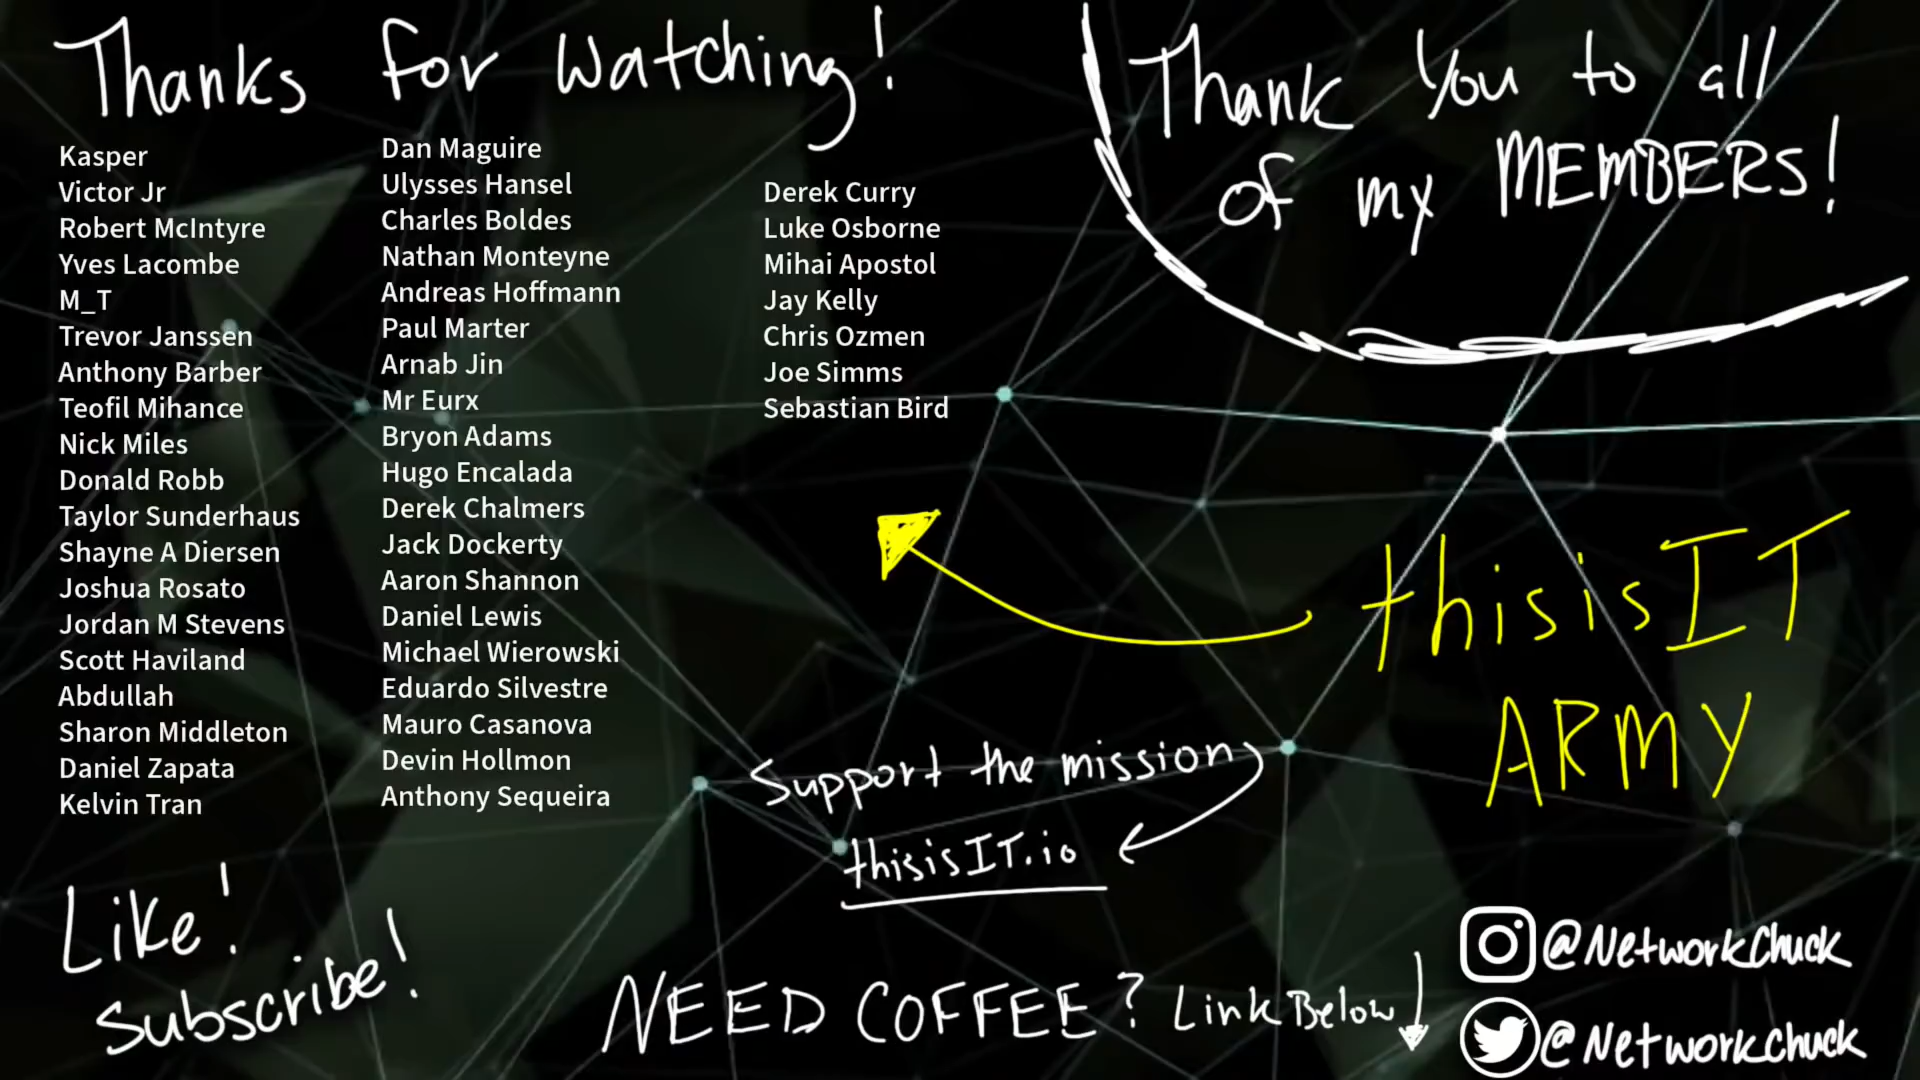 Thanks for watching!
Kasper
Victor Jr
Robert McIntyre
Yves Lacombe
M_T
Trevor Janssen
Anthony Barber
Teofil Mihance
Nick Miles
Donald Robb
Taylor Sunderhaus
Shayne A Diersen
Joshua Rosato
Jordan M Stevens
Scott Haviland
Abdullah
Sharon Middleton
Daniel Zapata
Kelvin Tran
Dan Maguire
Ulysses Hansel
Charles Boldes
Nathan Monteyne
Andreas Hoffmann
Paul Marter
Arnab Jin
Mr Eurx
Bryon Adams
Hugo Encalada
Derek Chalmers
Jack Dockerty
Aaron Shannon
Daniel Lewis
Michael Wierowski
Eduardo Silvestre
Mauro Casanova
Devin Hollmon
Anthony Sequeira
Derek Curry
Luke Osborne
Mihai Apostol
Jay Kelly
Chris Ozmen
Joe Simms
Sebastian Bird
Thank you to all
of my MEMBERS!
thisisIT
ARMY
Support the mission
thisisIT.io
Like!
Subscribe!
NEED COFFEE? Link Below
@NetworkChuck
@NetworkChuck